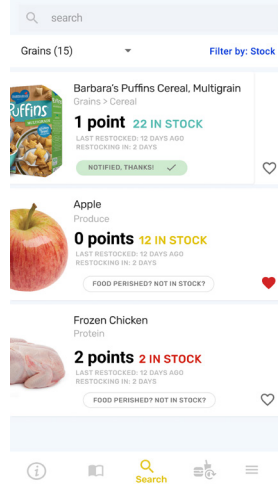 search
Grains (15)
Filter by: Stock
Puffins
Barbara's Puffins Cereal, Multigrain
Grains > Cereal
1 point 22 IN STOCK
LAST RESTOCKED: 12 DAYS AGO
RESTOCKING IN: 2 DAYS
NOTIFIED, THANKS!
Apple
Produce
0 points 12 IN STOCK
LAST RESTOCKED: 12 DAYS AGO
RESTOCKING IN: 2 DAYS
FOOD PERISHED? NOT IN STOCK?
Frozen Chicken
Protein
2 points 2 IN STOCK
LAST RESTOCKED: 12 DAYS AGO
RESTOCKING IN: 2 DAYS
FOOD PERISHED? NOT IN STOCK?
Search